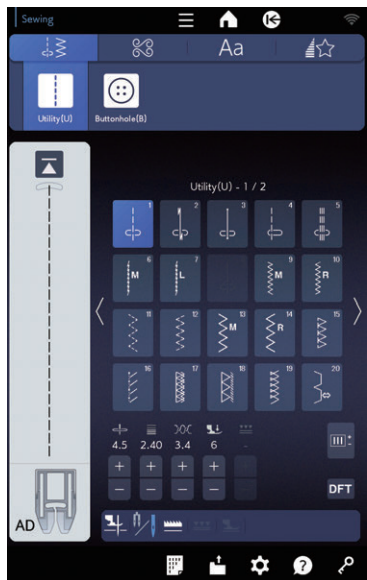 Sewing
Aa
Utility(U) Buttonhole(B)
Utility(U) - 1 / 2
1 2 3 4 5
6 M 7 L 9 M 10 R
11 12 13 M 14 R 15
16 17 18 19 20
4.5 2.40 3.4 6 -
+ + + +
- - - -
DFT
AD
?